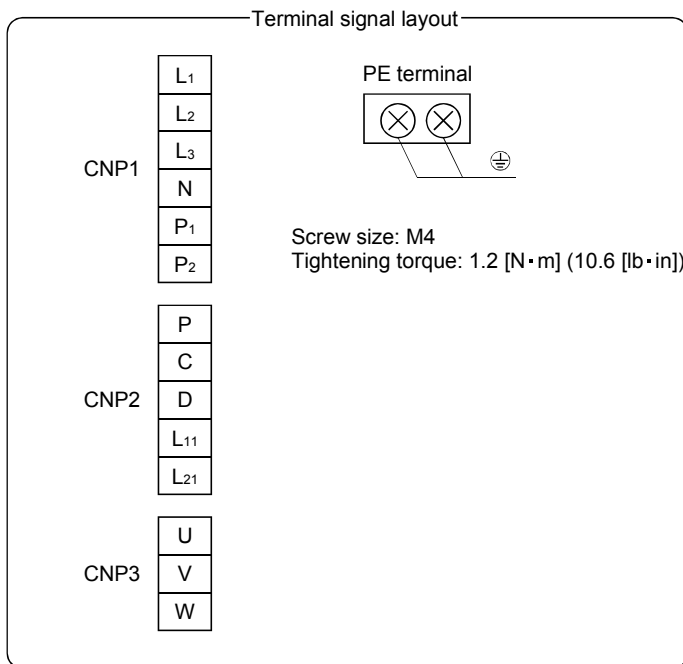 Terminal signal layout
CNP1
L1
L2
L3
N
P1
P2
PE terminal
Screw size: M4
Tightening torque: 1.2 [N·m] (10.6 [lb·in])
CNP2
P
C
D
L11
L21
CNP3
U
V
W